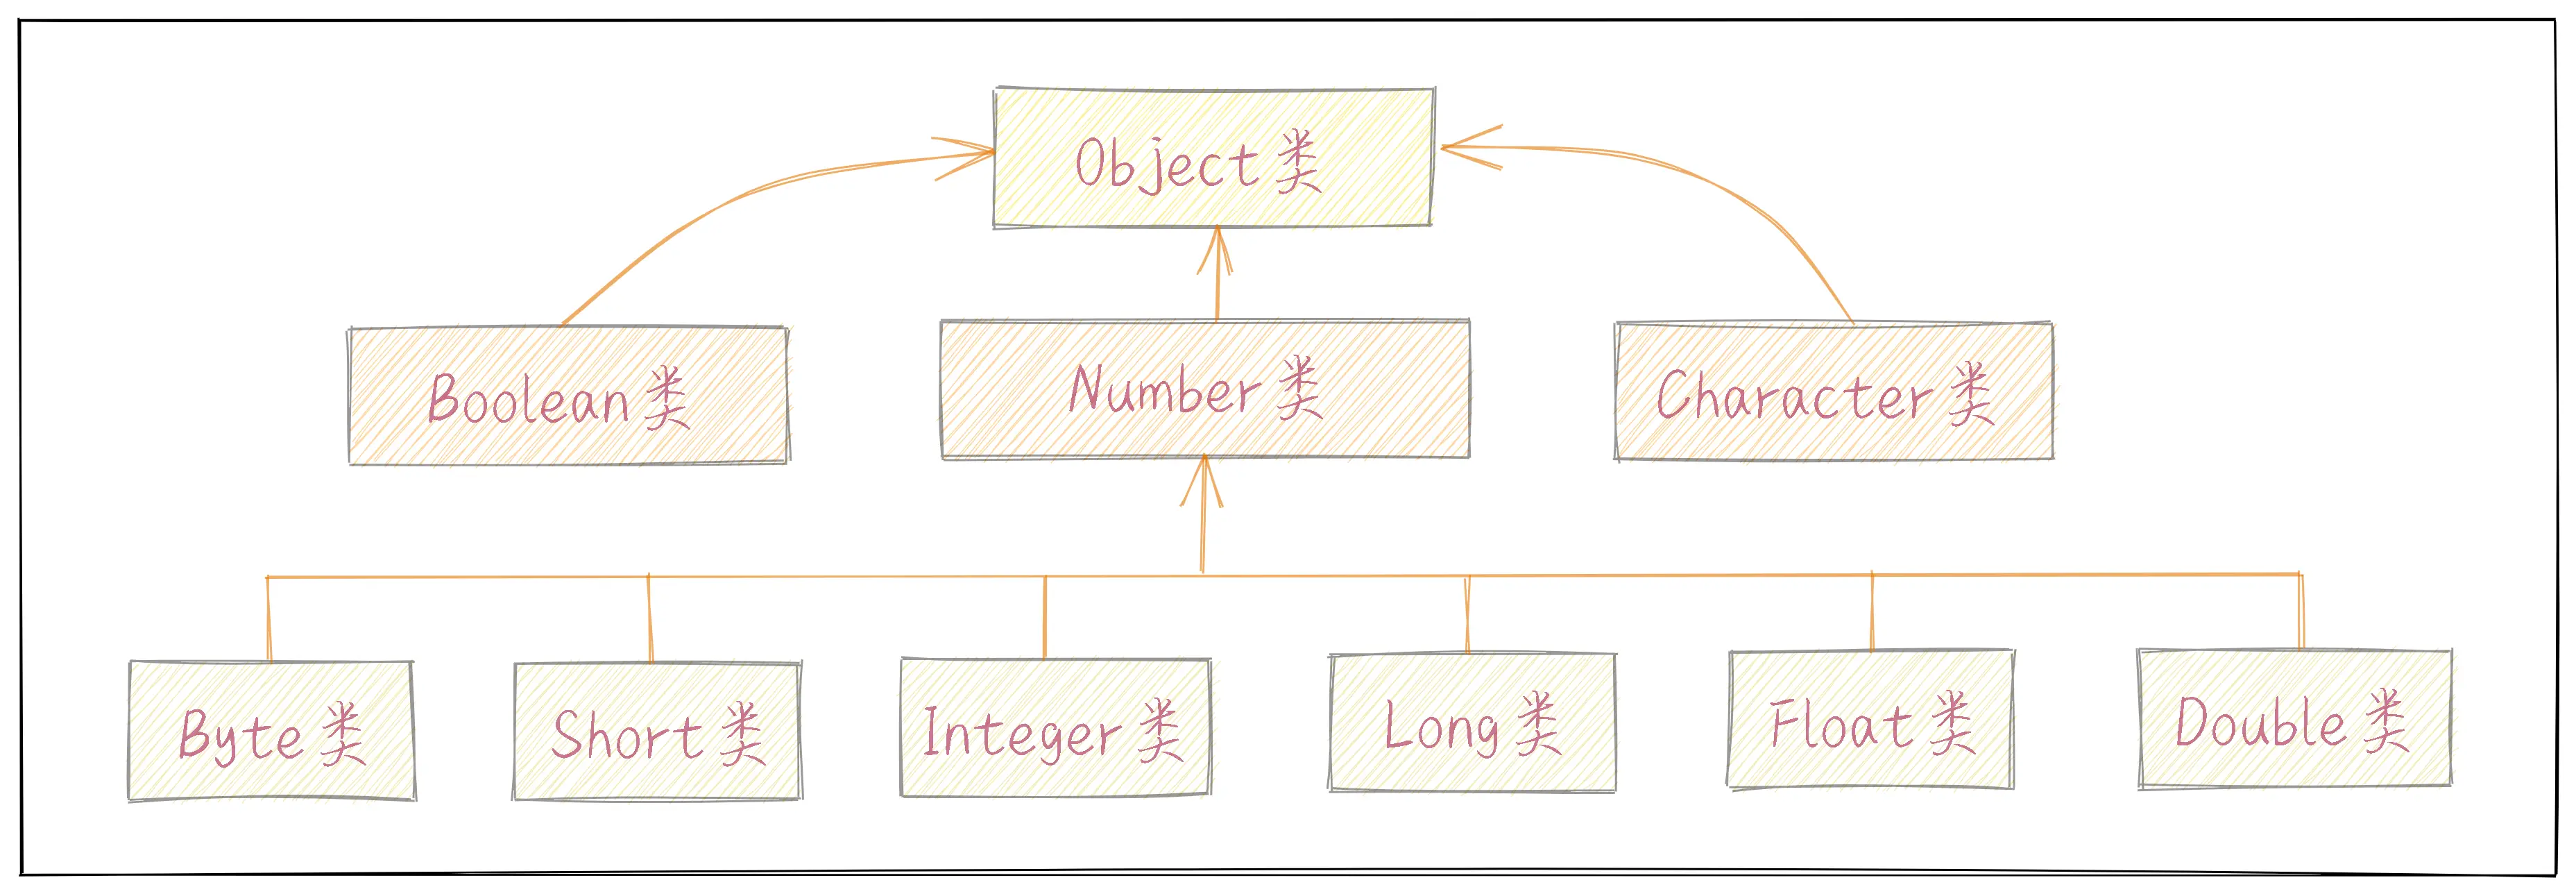 Object类
Boolean类
Number类
Character类
Byte类
Short类
Integer类
Long类
Float类
Double类